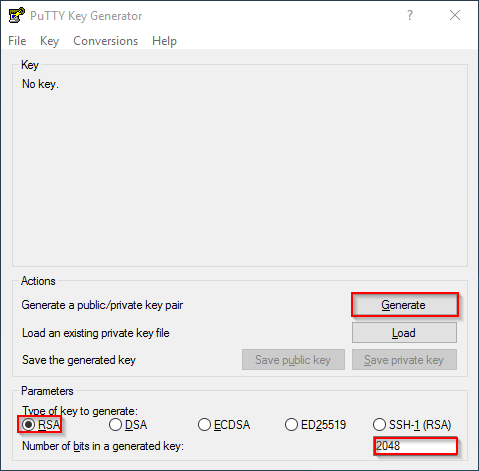 PuTTY Key Generator
File Key Conversions Help
Key
No key.
Actions
Generate a public/private key pair Generate
Load an existing private key file Load
Save the generated key Save public key Save private key
Parameters
Type of key to generate:
RSA DSA ECDSA ED25519 SSH-1 (RSA)
Number of bits in a generated key: 2048